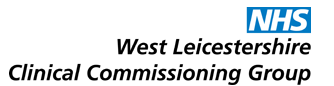 NHS
West Leicestershire
Clinical Commissioning Group